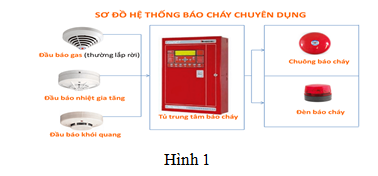 SƠ ĐỒ HỆ THỐNG BÁO CHÁY CHUYÊN DỤNG
Đầu báo gas (thường lắp rời)
Đầu báo nhiệt gia tăng
Đầu báo khói quang
Tủ trung tâm báo cháy
Chuông báo cháy
Đèn báo cháy
Hình 1